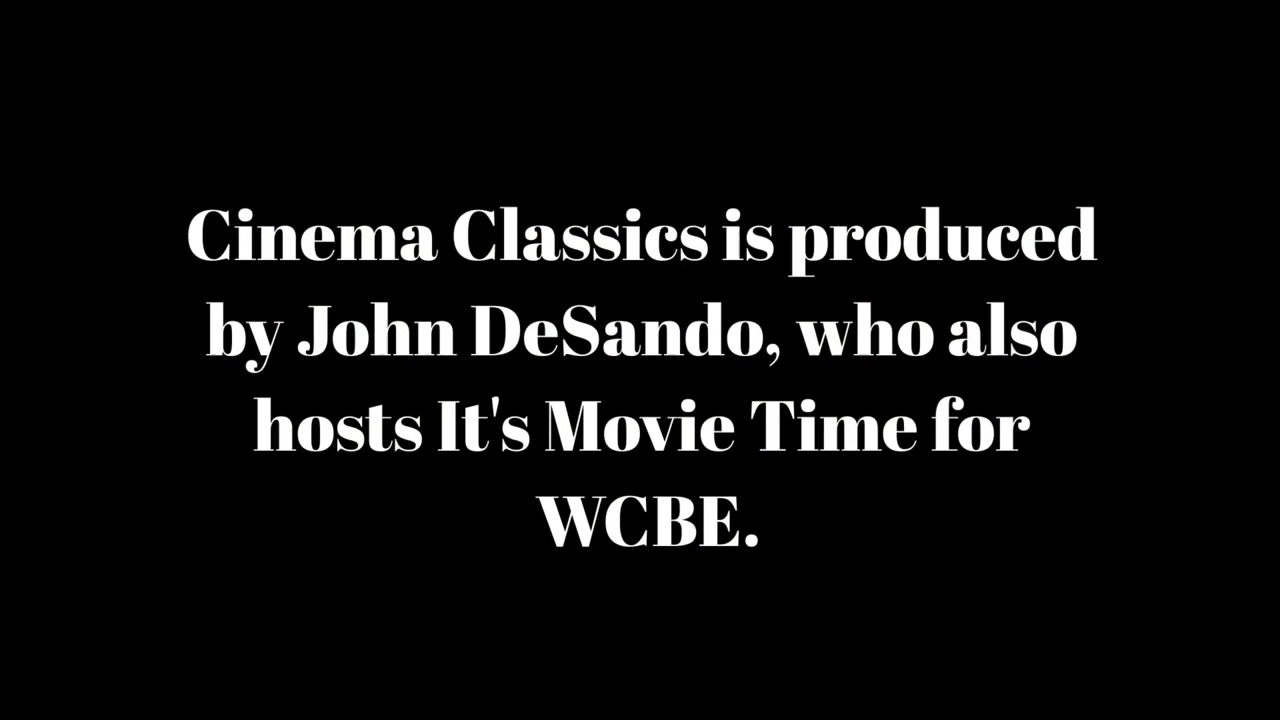 Cinema Classics is produced
by John DeSando, who also
hosts It's Movie Time for
WCBE.